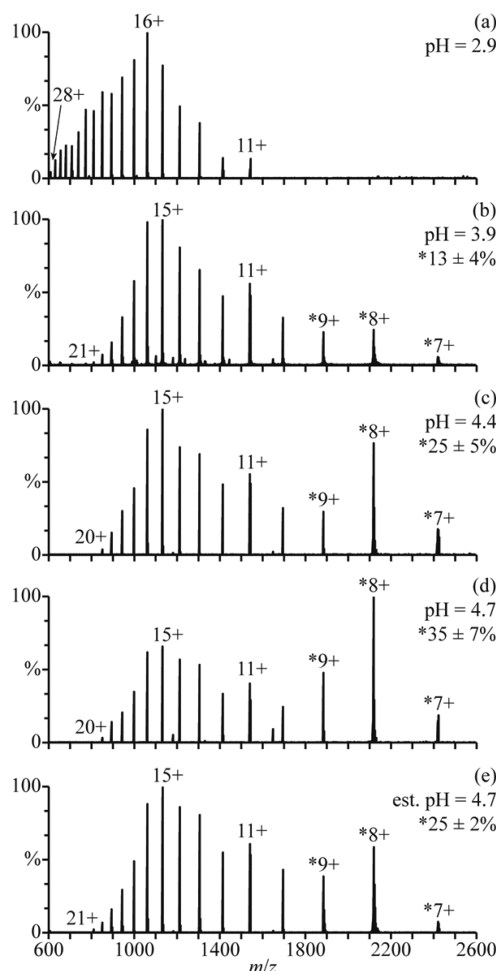 100
16+
(a)
pH = 2.9
%
28+
11+
0
100
15+
(b)
pH = 3.9
*13 ± 4%
%
11+
*9+
*8+
*7+
21+
0
100
15+
(c)
pH = 4.4
*25 ± 5%
*8+
%
11+
*9+
*7+
20+
0
100
*8+
(d)
pH = 4.7
*35 ± 7%
15+
%
11+
*9+
*7+
20+
0
100
15+
(e)
est. pH = 4.7
*25 ± 2%
%
11+
*9+
*8+
*7+
21+
0
600 1000 1400 1800 2200 2600
m/z